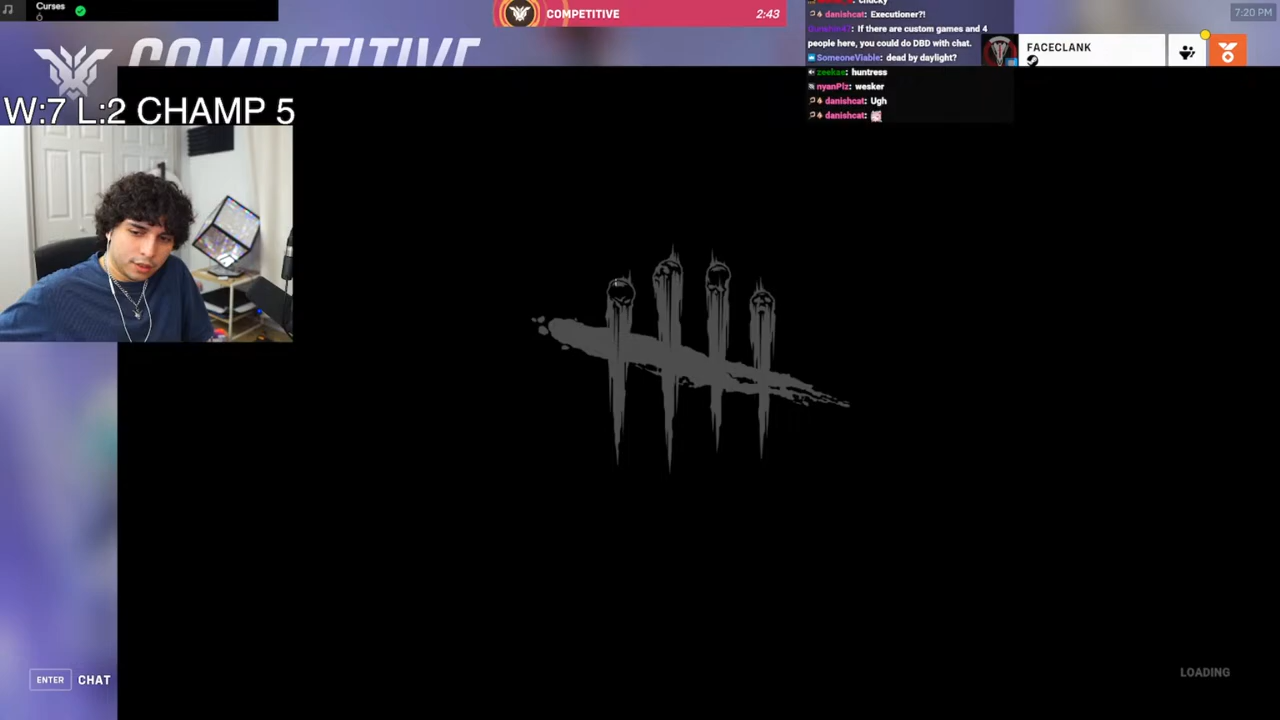 Curses
6
COMPETITIVE
2:43
7:20 PM
danishcat: Executioner?!
If there are custom games and 4
people here, you could do DBD with chat.
SomeoneViable: dead by daylight?
zeekae: huntress
nyanPlz: wesker
danishcat: Ugh
danishcat:
FACECLANK
COMPETITIVE
W:7 L:2 CHAMP 5
ENTER CHAT
LOADING